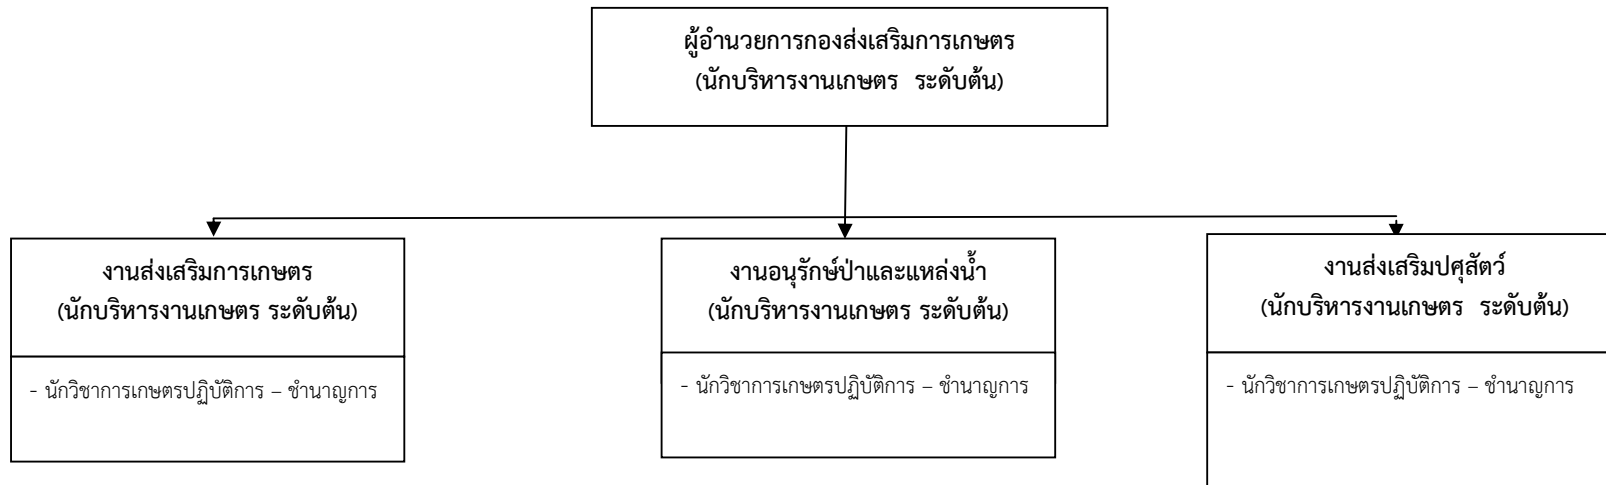 ผู้อำนวยการกองส่งเสริมการเกษตร
(นักบริหารงานเกษตร ระดับต้น)
งานส่งเสริมการเกษตร
(นักบริหารงานเกษตร ระดับต้น)
- นักวิชาการเกษตรปฏิบัติการ – ชำนาญการ
งานอนุรักษ์ป่าและแหล่งน้ำ
(นักบริหารงานเกษตร ระดับต้น)
- นักวิชาการเกษตรปฏิบัติการ – ชำนาญการ
งานส่งเสริมปศุสัตว์
(นักบริหารงานเกษตร ระดับต้น)
- นักวิชาการเกษตรปฏิบัติการ – ชำนาญการ